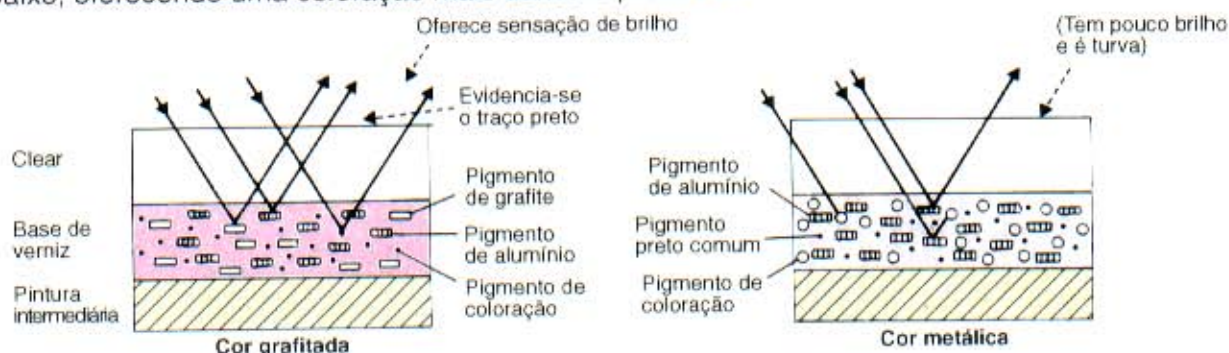 Oferece sensação de brilho
(Tem pouco brilho
e é turva)
Evidencia-se
o traço preto
Clear
Base de
verniz
Pintura
intermediária
Pigmento
de grafite
Pigmento
de alumínio
Pigmento de
coloração
Cor grafitada
Pigmento
de alumínio
Pigmento
preto comum
Pigmento de
coloração
Cor metálica